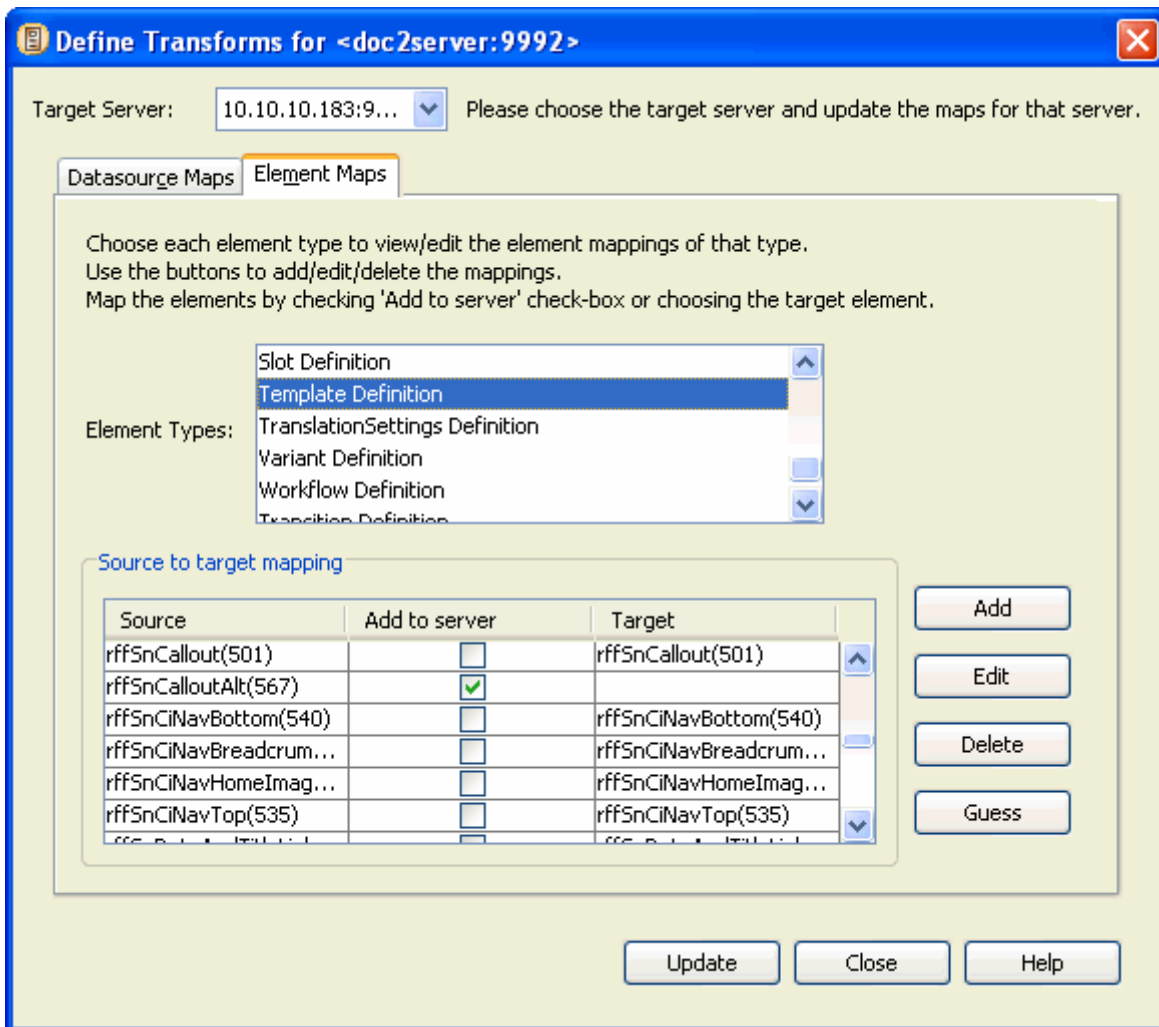 Define Transforms for <doc2server:9992>
Target Server: 10.10.10.183:9... Please choose the target server and update the maps for that server.
Datasource Maps Element Maps
Choose each element type to view/edit the element mappings of that type.
Use the buttons to add/edit/delete the mappings.
Map the elements by checking 'Add to server' check-box or choosing the target element.
Element Types:
Slot Definition
Template Definition
TranslationSettings Definition
Variant Definition
Workflow Definition
Transition Definition
Source to target mapping
Source Add to server Target
rffSnCallout(501) rffSnCallout(501)
rffSnCalloutAlt(567)
rffSnCiNavBottom(540) rffSnCiNavBottom(540)
rffSnCiNavBreadcrum... rffSnCiNavBreadcrum...
rffSnCiNavHomeImag... rffSnCiNavHomeImag...
rffSnCiNavTop(535) rffSnCiNavTop(535)
Add
Edit
Delete
Guess
Update Close Help